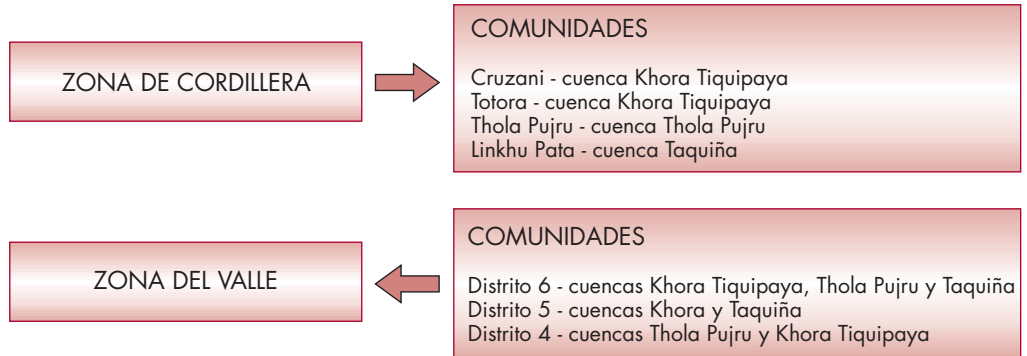 ZONA DE CORDILLERA
COMUNIDADES
Cruzani - cuenca Khora Tiquipaya
Totora - cuenca Khora Tiquipaya
Thola Pujru - cuenca Thola Pujru
Linkhu Pata - cuenca Taquiña
ZONA DEL VALLE
COMUNIDADES
Distrito 6 - cuencas Khora Tiquipaya, Thola Pujru y Taquiña
Distrito 5 - cuencas Khora y Taquiña
Distrito 4 - cuencas Thola Pujru y Khora Tiquipaya